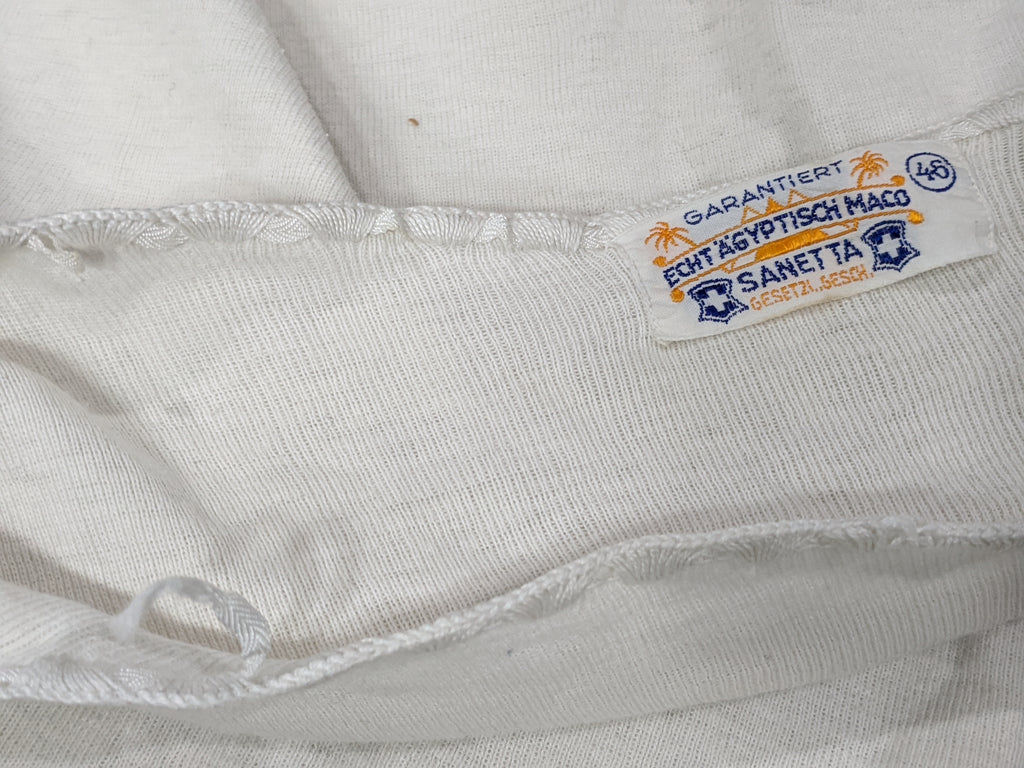 GARANTIERT
48
ECHT ÄGYPTISCH MACO
SANETTA
GESETZL. GESCH.